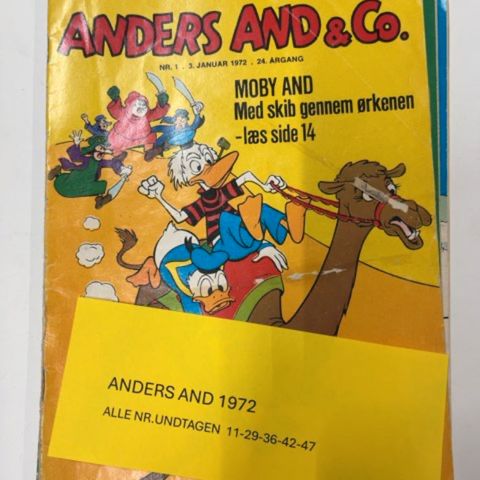 ANDERS AND & Co.
NR. 1 . 3. JANUAR 1972 . 24. ÅRGANG
MOBY AND
Med skib gennem ørkenen
-læs side 14
ANDERS AND 1972
ALLE NR.UNDTAGEN 11-29-36-42-47